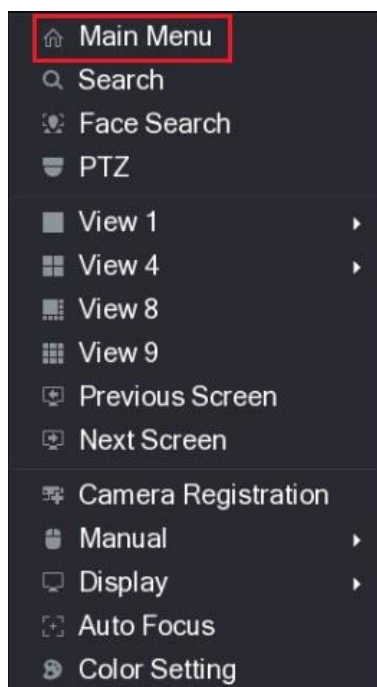 Main Menu
Search
Face Search
PTZ
View 1
View 4
View 8
View 9
Previous Screen
Next Screen
Camera Registration
Manual
Display
Auto Focus
Color Setting